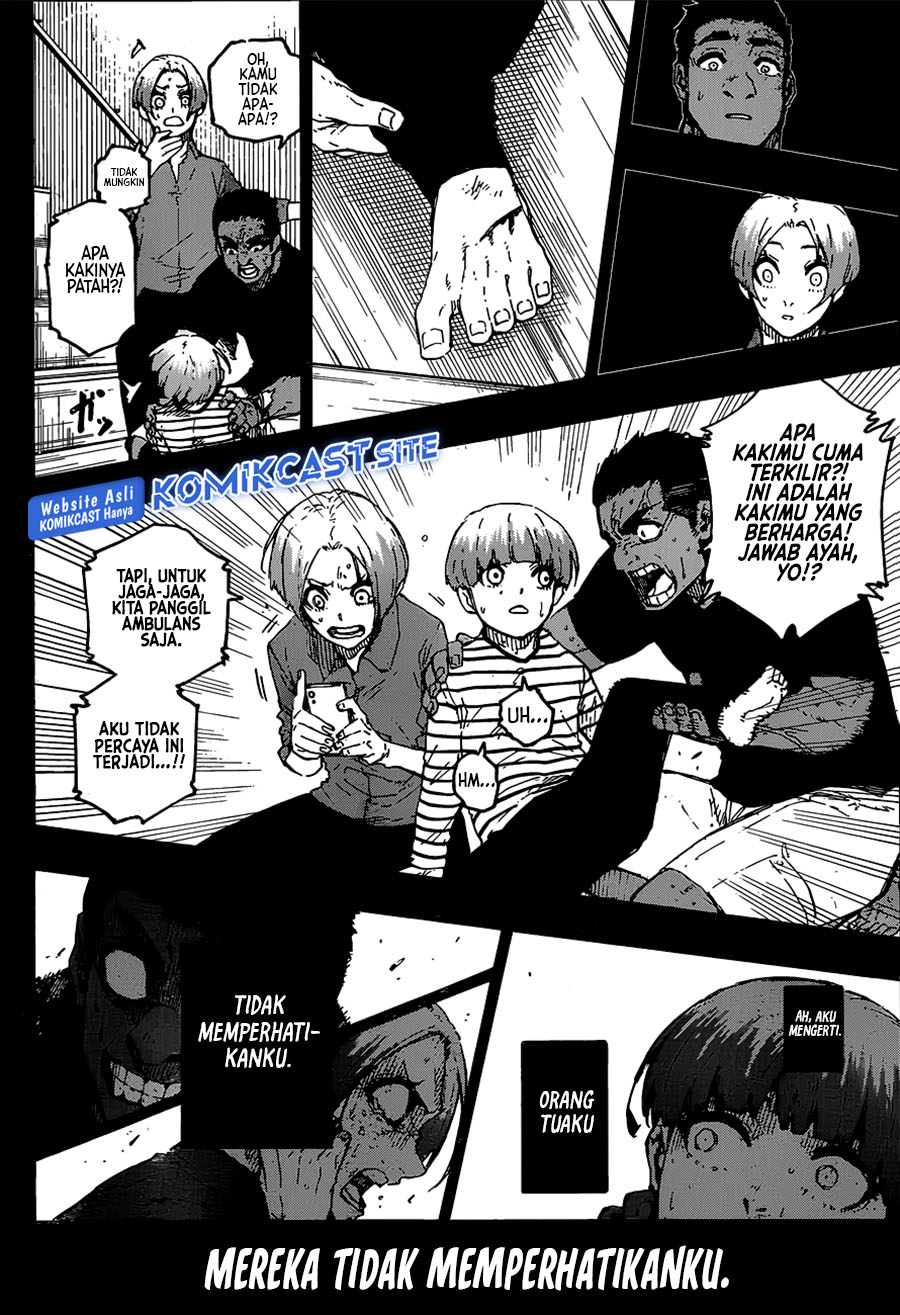 OH,
KAMU
TIDAK
APA-
APA!?
TIDAK
MUNGKIN
APA
KAKINYA
PATAH?!
ガッ
Website Asli
KOMIKCAST Hanya
KOMIKCAST.SITE
APA
KAKIMU CUMA
TERKILIR?!
INI ADALAH
KAKIMU YANG
BERHARGA!
JAWAB AYAH,
YO!?
UH...
HM...
TAPI, UNTUK
JAGA-JAGA,
KITA PANGGIL
AMBULANS
SAJA.
AKU TIDAK
PERCAYA INI
TERJADI...!!
AH, AKU
MENGERTI.
ORANG
TUAKU
TIDAK
MEMPERHATI-
KANKU.
MEREKA TIDAK MEMPERHATIKANKU.